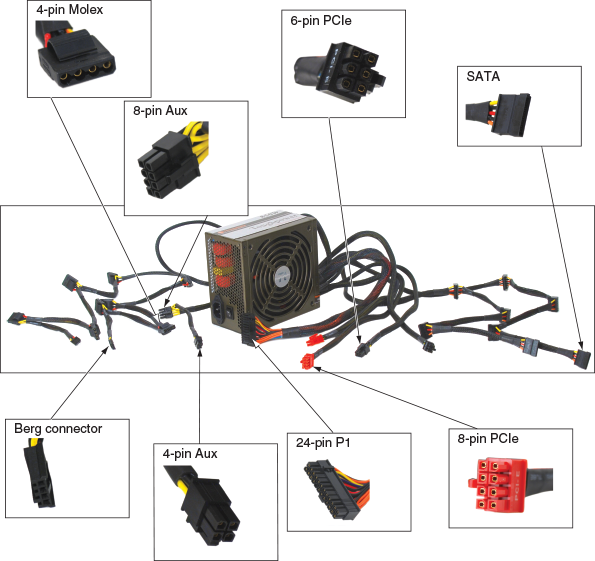 4-pin Molex
6-pin PCIe
SATA
8-pin Aux
Berg connector
4-pin Aux
24-pin P1
8-pin PCIe